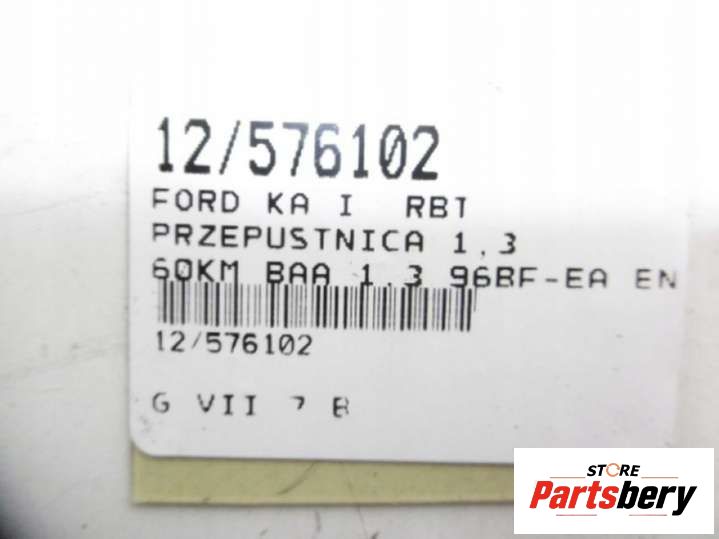 12/576102
FORD KA I RBT
PRZEPUSTNICA 1,3
60KM BAA 1.3 96BF-EA EN
12/576102
G VII 7 B
STORE
Partsbery